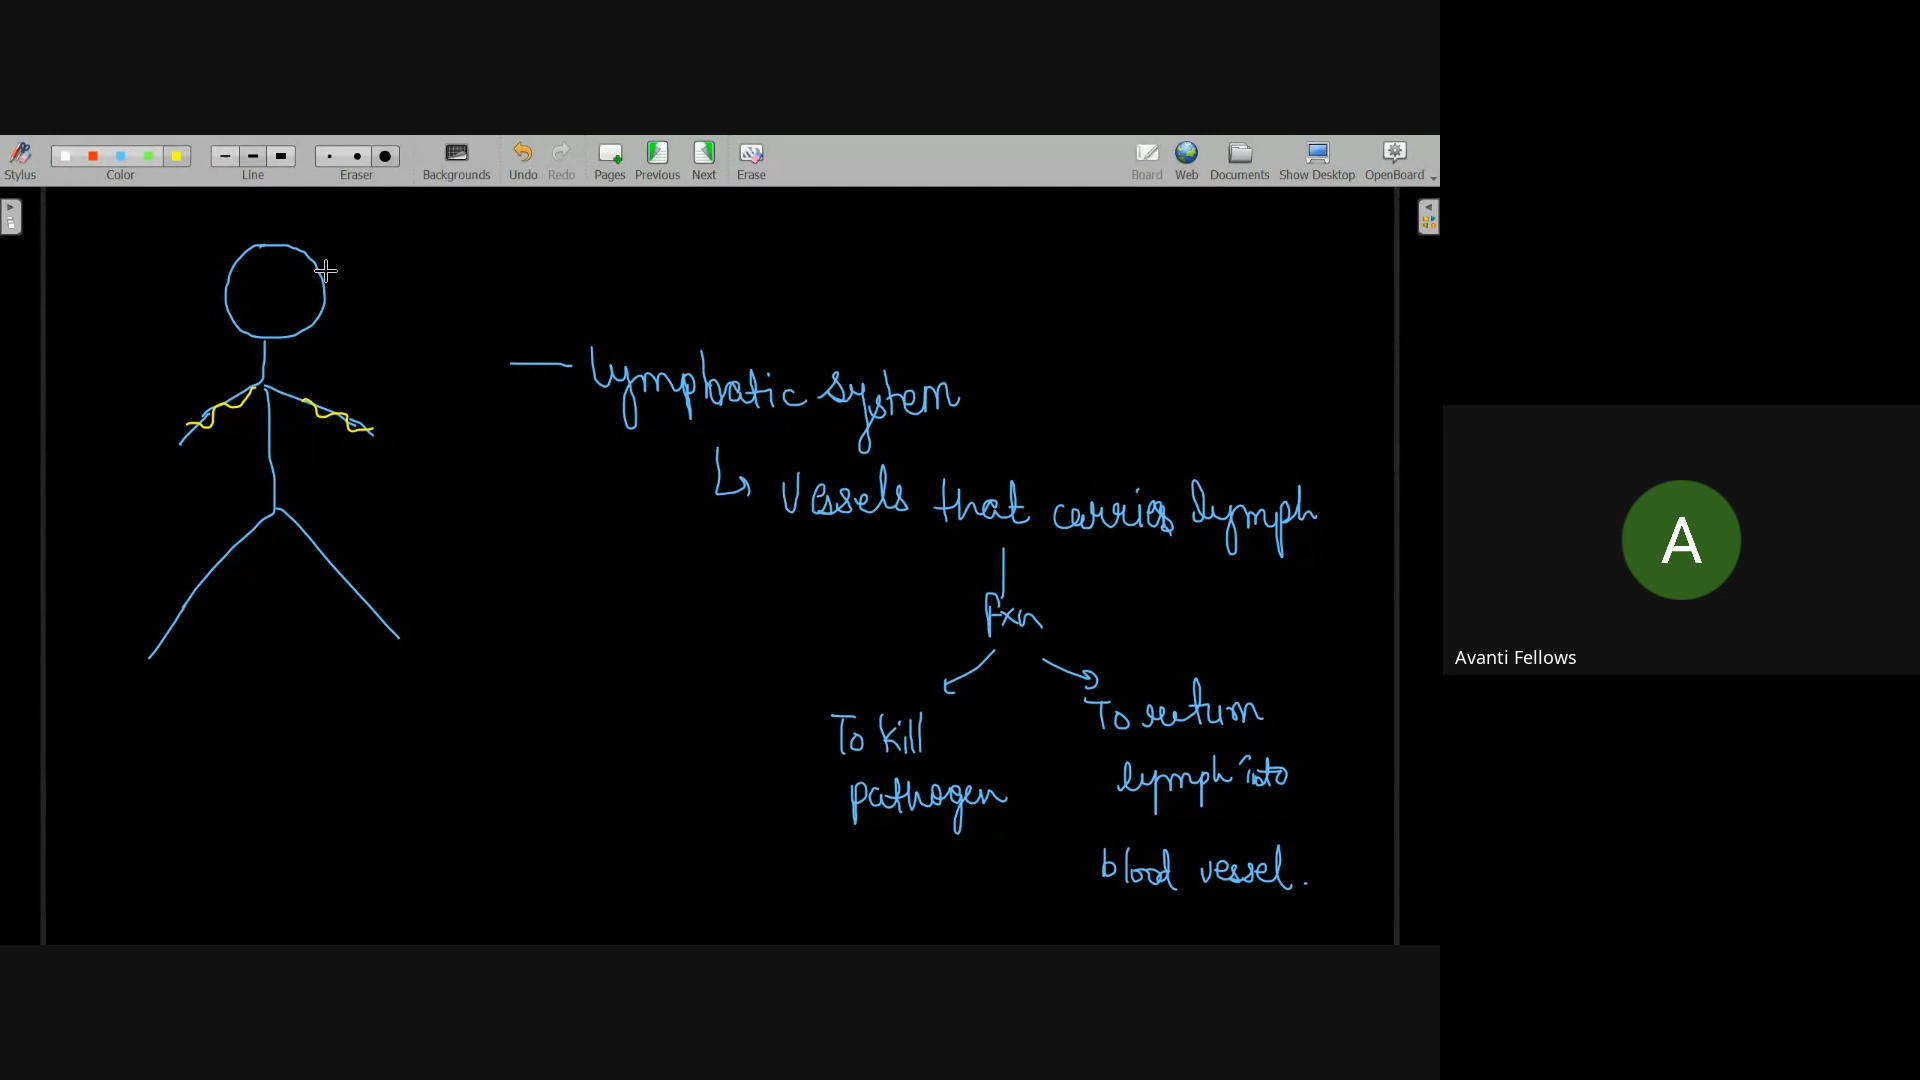 Stylus
Color
Line
Eraser
Backgrounds
Undo
Redo
Pages
Previous
Next
Erase
Board
Web
Documents
Show Desktop
OpenBoard
— lymphatic system
↳ Vessels that carries lymph
Fxn
To kill
pathogen
To return
lymph into
blood vessel.
A
Avanti Fellows